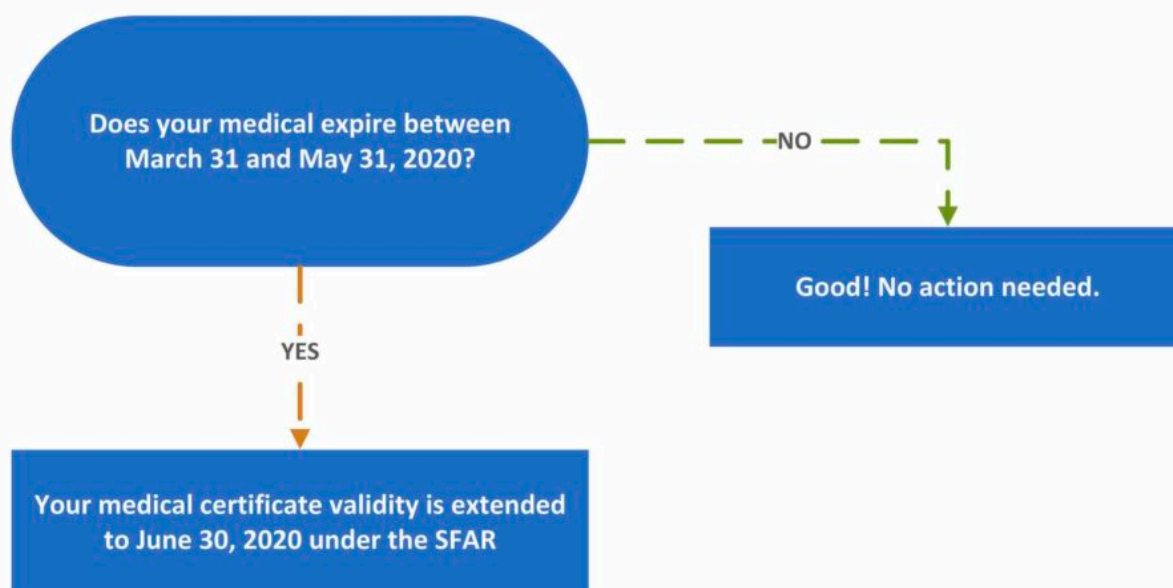 Does your medical expire between
March 31 and May 31, 2020?
NO
Good! No action needed.
YES
Your medical certificate validity is extended
to June 30, 2020 under the SFAR